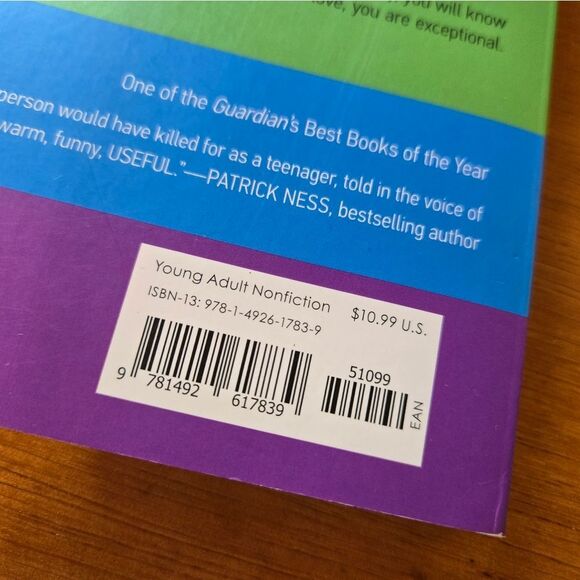 you will know
love, you are exceptional.
One of the Guardian's Best Books of the Year
person would have killed for as a teenager, told in the voice of
warm, funny, USEFUL."—PATRICK NESS, bestselling author
Young Adult Nonfiction
$10.99 U.S.
ISBN-13: 978-1-4926-1783-9
51099
9 781492 617839
EAN